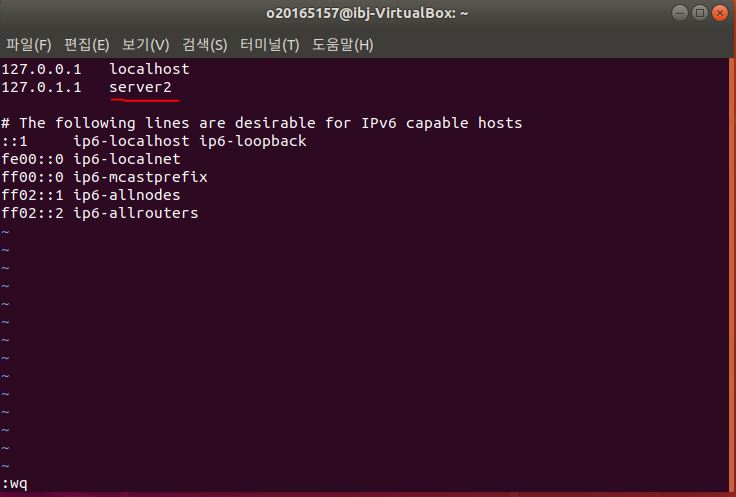 o20165157@ibj-VirtualBox: ~
파일(F) 편집(E) 보기(V) 검색(S) 터미널(T) 도움말(H)
127.0.0.1   localhost
127.0.1.1   server2
# The following lines are desirable for IPv6 capable hosts
::1     ip6-localhost ip6-loopback
fe00::0 ip6-localnet
ff00::0 ip6-mcastprefix
ff02::1 ip6-allnodes
ff02::2 ip6-allrouters
~
~
~
~
~
~
~
~
~
~
~
~
~
~
:wq